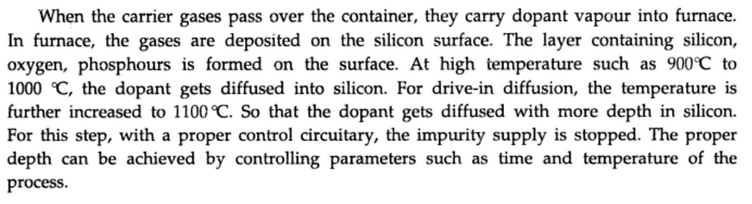 When the carrier gases pass over the container, they carry dopant vapour into furnace.
In furnace, the gases are deposited on the silicon surface. The layer containing silicon,
oxygen, phosphours is formed on the surface. At high temperature such as 900°C to
1000 °C, the dopant gets diffused into silicon. For drive-in diffusion, the temperature is
further increased to 1100 °C. So that the dopant gets diffused with more depth in silicon.
For this step, with a proper control circuitary, the impurity supply is stopped. The proper
depth can be achieved by controlling parameters such as time and temperature of the
process.